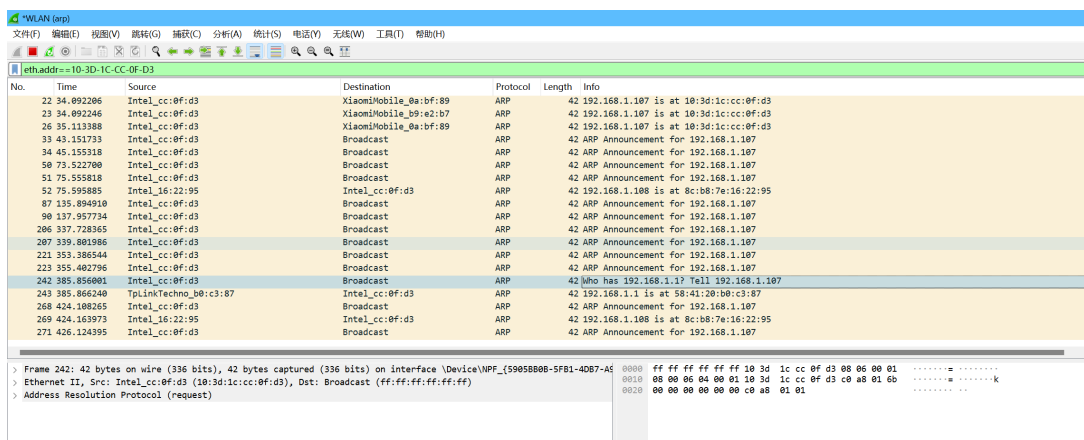 *WLAN (arp)
文件(F) 编辑(E) 视图(V) 跳转(G) 捕获(C) 分析(A) 统计(S) 电话(Y) 无线(W) 工具(T) 帮助(H)
eth.addr==10-3D-1C-CC-0F-D3
No. Time Source Destination Protocol Length Info
22 34.092206 Intel_cc:0f:d3 XiaomiMobile_0a:bf:89 ARP 42 192.168.1.107 is at 10:3d:1c:cc:0f:d3
23 34.092246 Intel_cc:0f:d3 XiaomiMobile_b9:e2:b7 ARP 42 192.168.1.107 is at 10:3d:1c:cc:0f:d3
26 35.113388 Intel_cc:0f:d3 XiaomiMobile_0a:bf:89 ARP 42 192.168.1.107 is at 10:3d:1c:cc:0f:d3
33 43.151733 Intel_cc:0f:d3 Broadcast ARP 42 ARP Announcement for 192.168.1.107
34 45.155318 Intel_cc:0f:d3 Broadcast ARP 42 ARP Announcement for 192.168.1.107
50 73.522700 Intel_cc:0f:d3 Broadcast ARP 42 ARP Announcement for 192.168.1.107
51 75.555818 Intel_cc:0f:d3 Broadcast ARP 42 ARP Announcement for 192.168.1.107
52 75.595885 Intel_16:22:95 Intel_cc:0f:d3 ARP 42 192.168.1.108 is at 8c:b8:7e:16:22:95
87 135.894910 Intel_cc:0f:d3 Broadcast ARP 42 ARP Announcement for 192.168.1.107
90 137.957734 Intel_cc:0f:d3 Broadcast ARP 42 ARP Announcement for 192.168.1.107
206 337.728365 Intel_cc:0f:d3 Broadcast ARP 42 ARP Announcement for 192.168.1.107
207 339.801986 Intel_cc:0f:d3 Broadcast ARP 42 ARP Announcement for 192.168.1.107
221 353.386544 Intel_cc:0f:d3 Broadcast ARP 42 ARP Announcement for 192.168.1.107
223 355.402796 Intel_cc:0f:d3 Broadcast ARP 42 ARP Announcement for 192.168.1.107
242 385.856001 Intel_cc:0f:d3 Broadcast ARP 42 Who has 192.168.1.1? Tell 192.168.1.107
243 385.866240 TpLinkTechno_b0:c3:87 Intel_cc:0f:d3 ARP 42 192.168.1.1 is at 58:41:20:b0:c3:87
268 424.108265 Intel_cc:0f:d3 Broadcast ARP 42 ARP Announcement for 192.168.1.107
269 424.163973 Intel_16:22:95 Intel_cc:0f:d3 ARP 42 192.168.1.108 is at 8c:b8:7e:16:22:95
271 426.124395 Intel_cc:0f:d3 Broadcast ARP 42 ARP Announcement for 192.168.1.107
> Frame 242: 42 bytes on wire (336 bits), 42 bytes captured (336 bits) on interface \Device\NPF_{5905BB0B-5FB1-4DB7-A9
> Ethernet II, Src: Intel_cc:0f:d3 (10:3d:1c:cc:0f:d3), Dst: Broadcast (ff:ff:ff:ff:ff:ff)
> Address Resolution Protocol (request)
0000 ff ff ff ff ff ff 10 3d 1c cc 0f d3 08 06 00 01 ·······= ········
0010 08 00 06 04 00 01 10 3d 1c cc 0f d3 c0 a8 01 6b ·······= ·······k
0020 00 00 00 00 00 00 c0 a8 01 01 ········ ··